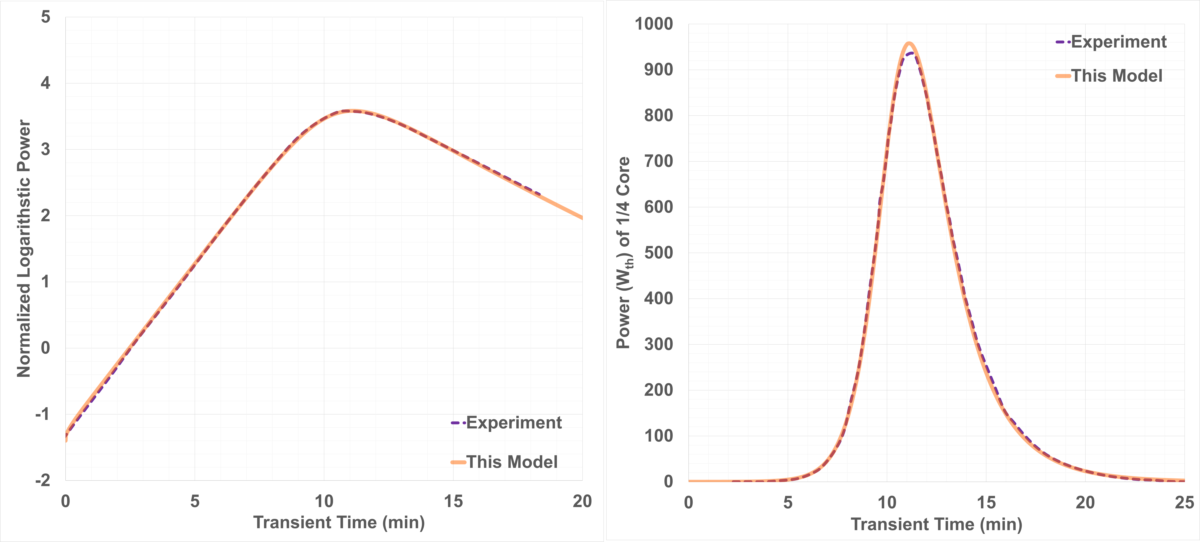 5
4
3
2
1
0
-1
-2
Normalized Logarithstic Power
Experiment
This Model
0 5 10 15 20
Transient Time (min)
1000
900
800
700
600
500
400
300
200
100
0
Power (Wth) of 1/4 Core
Experiment
This Model
0 5 10 15 20 25
Transient Time (min)